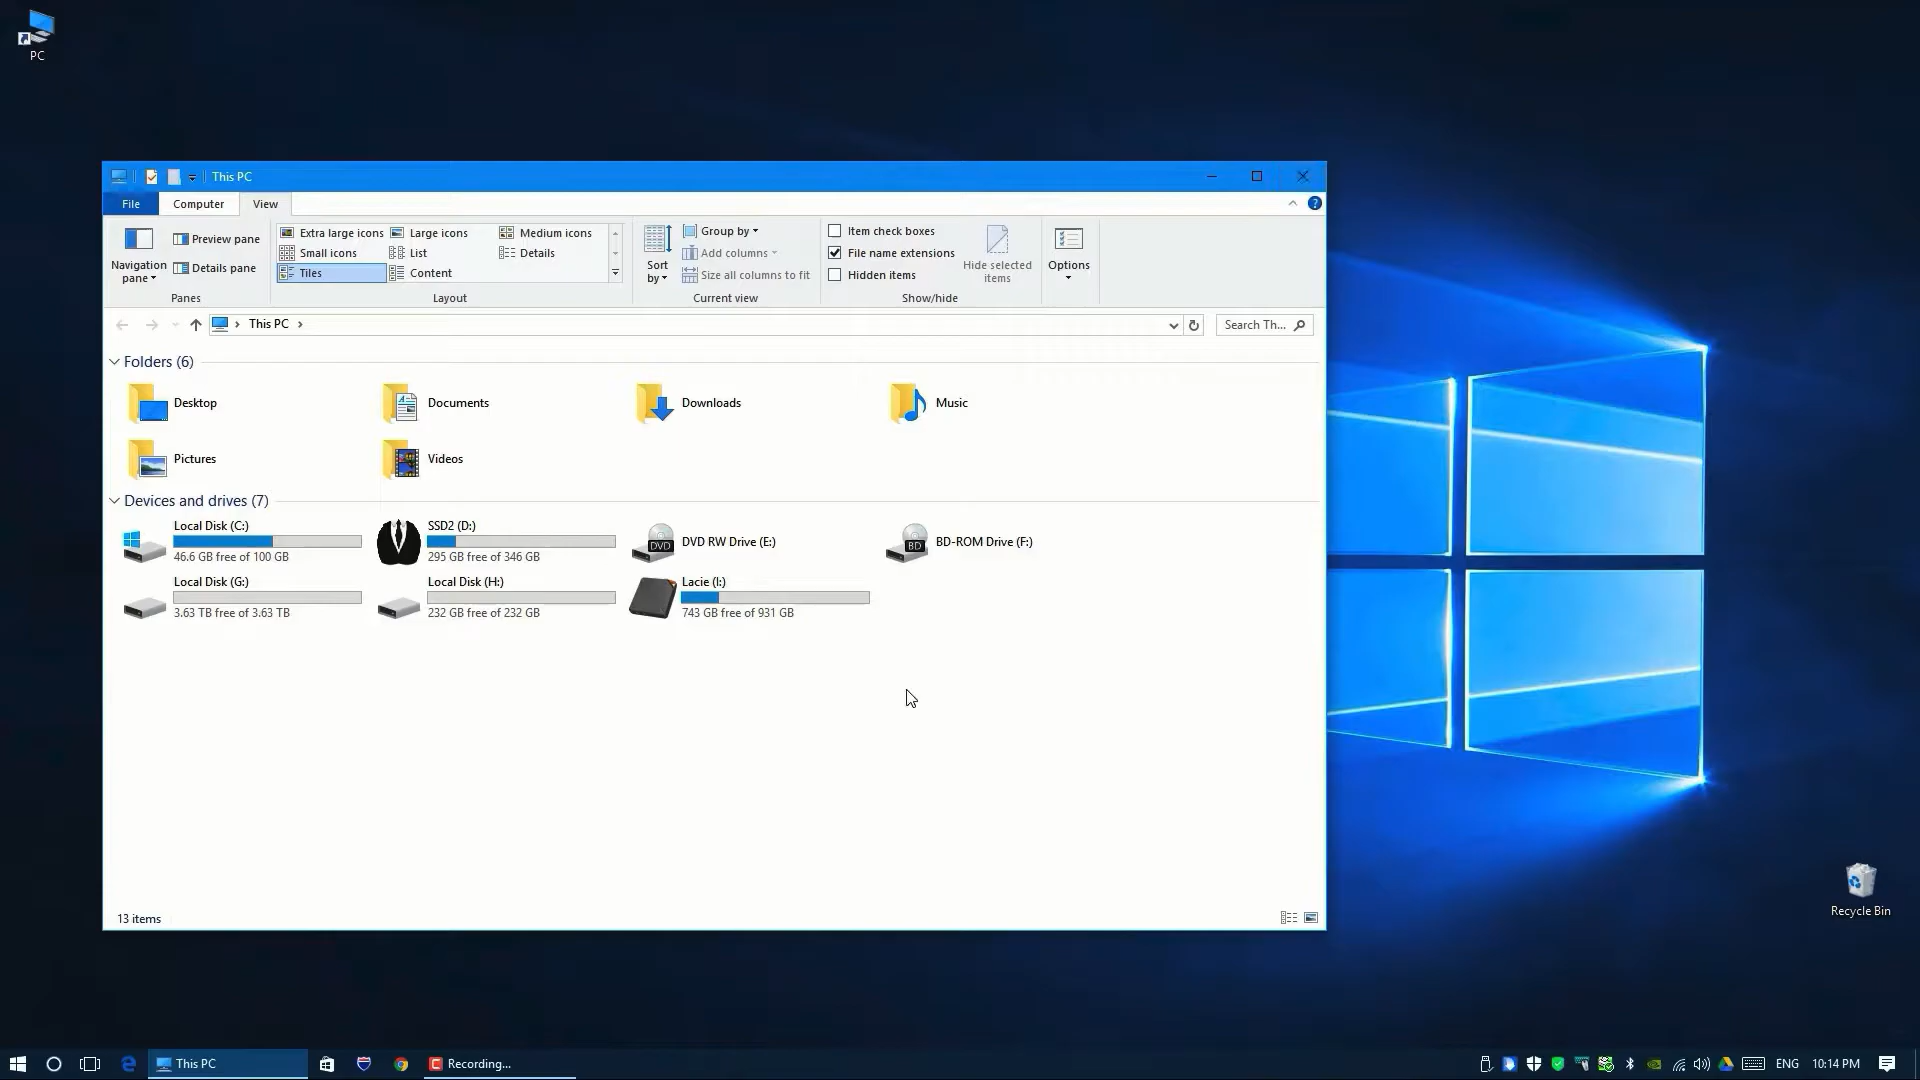 PC
This PC
File
Computer
View
Navigation pane
Preview pane
Details pane
Panes
Extra large icons
Large icons
Medium icons
Small icons
List
Details
Tiles
Content
Layout
Sort by
Group by
Add columns
Size all columns to fit
Current view
Item check boxes
File name extensions
Hidden items
Hide selected items
Show/hide
Options
This PC
Search Th...
Folders (6)
Desktop
Documents
Downloads
Music
Pictures
Videos
Devices and drives (7)
Local Disk (C:)
46.6 GB free of 100 GB
SSD2 (D:)
295 GB free of 346 GB
DVD
DVD RW Drive (E:)
BD
BD-ROM Drive (F:)
Local Disk (G:)
3.63 TB free of 3.63 TB
Local Disk (H:)
232 GB free of 232 GB
Lacie (I:)
743 GB free of 931 GB
13 items
Recycle Bin
This PC
Recording...
ENG
10:14 PM